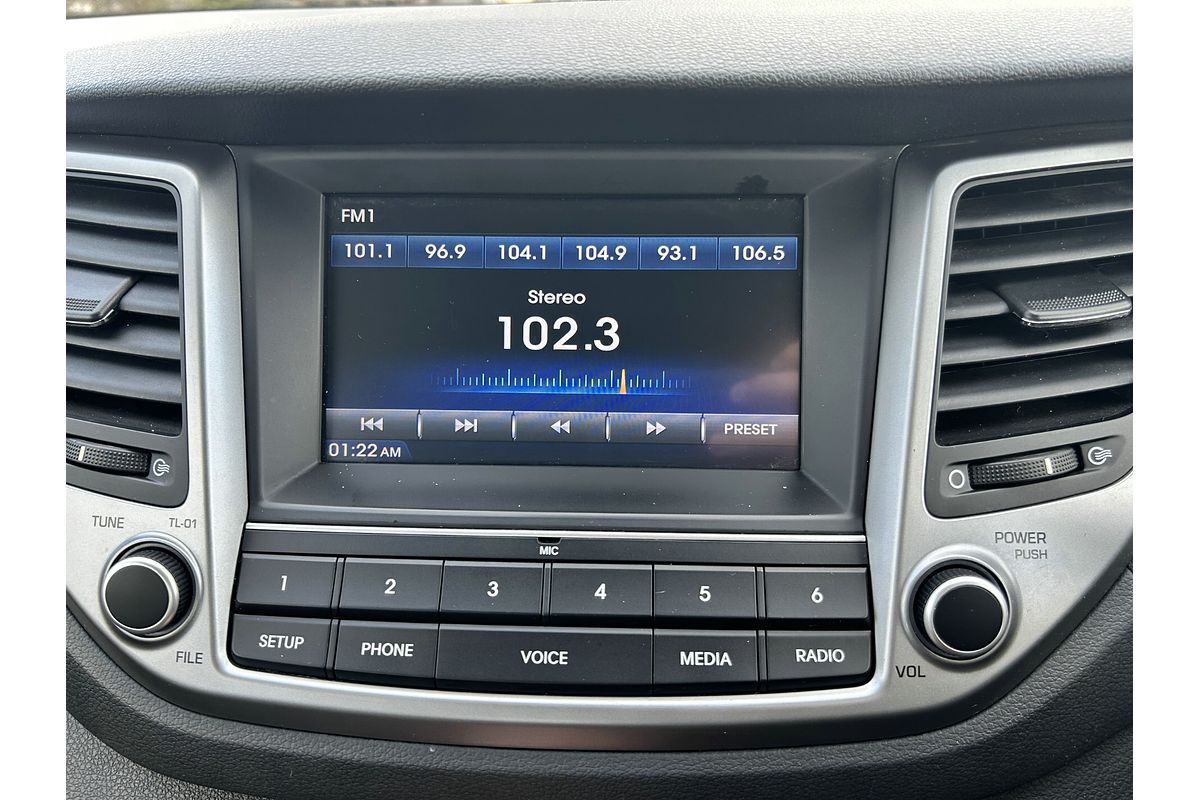 FM1
101.1 96.9 104.1 104.9 93.1 106.5
Stereo
102.3
PRESET
01:22 AM
TUNE TL-01
POWER
PUSH
MIC
1 2 3 4 5 6
SETUP PHONE VOICE MEDIA RADIO
FILE
VOL